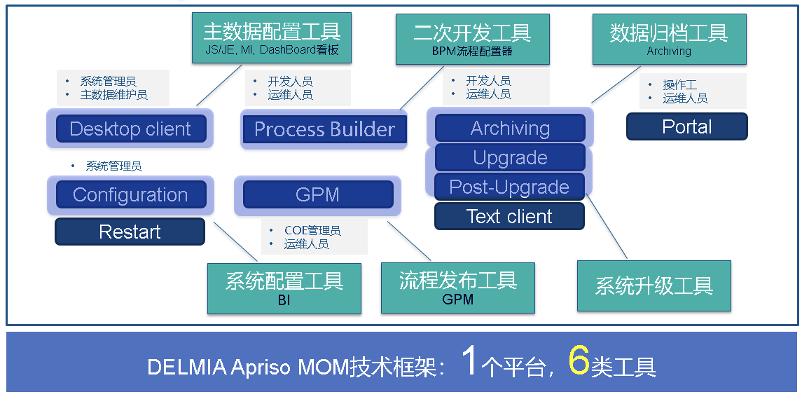 主数据配置工具
JS/JE, MI, DashBoard看板
二次开发工具
BPM流程配置器
数据归档工具
Archiving
• 系统管理员
• 主数据维护员
• 开发人员
• 运维人员
• 开发人员
• 运维人员
• 操作工
• 运维人员
Desktop client
Process Builder
Archiving
Portal
Upgrade
• 系统管理员
Configuration
GPM
Post-Upgrade
Restart
Text client
• COE管理员
• 运维人员
系统配置工具
BI
流程发布工具
GPM
系统升级工具
DELMIA Apriso MOM技术框架：1个平台，6类工具